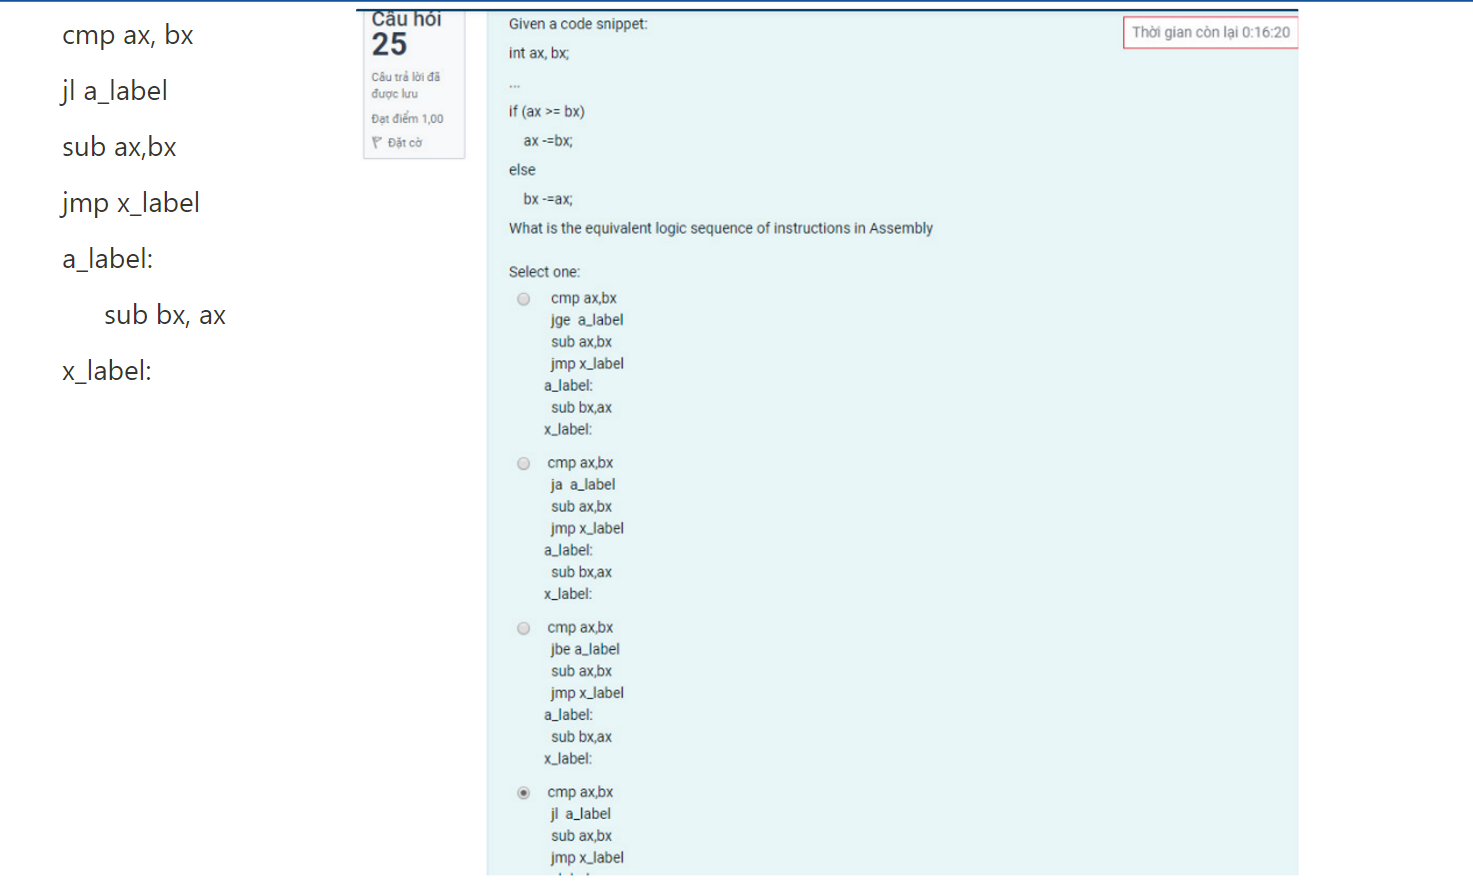 cmp ax, bx
jl a_label
sub ax,bx
jmp x_label
a_label:
sub bx, ax
x_label:
Câu hỏi
25
Câu trả lời đã
được lưu
Đạt điểm 1,00
Đặt cờ
Given a code snippet:
int ax, bx;
...
if (ax >= bx)
ax -=bx;
else
bx -=ax;
What is the equivalent logic sequence of instructions in Assembly
Select one:
cmp ax,bx
jge a_label
sub ax,bx
jmp x_label
a_label:
sub bx,ax
x_label:
cmp ax,bx
ja a_label
sub ax,bx
jmp x_label
a_label:
sub bx,ax
x_label:
cmp ax,bx
jbe a_label
sub ax,bx
jmp x_label
a_label:
sub bx,ax
x_label:
cmp ax,bx
jl a_label
sub ax,bx
jmp x_label
Thời gian còn lại 0:16:20